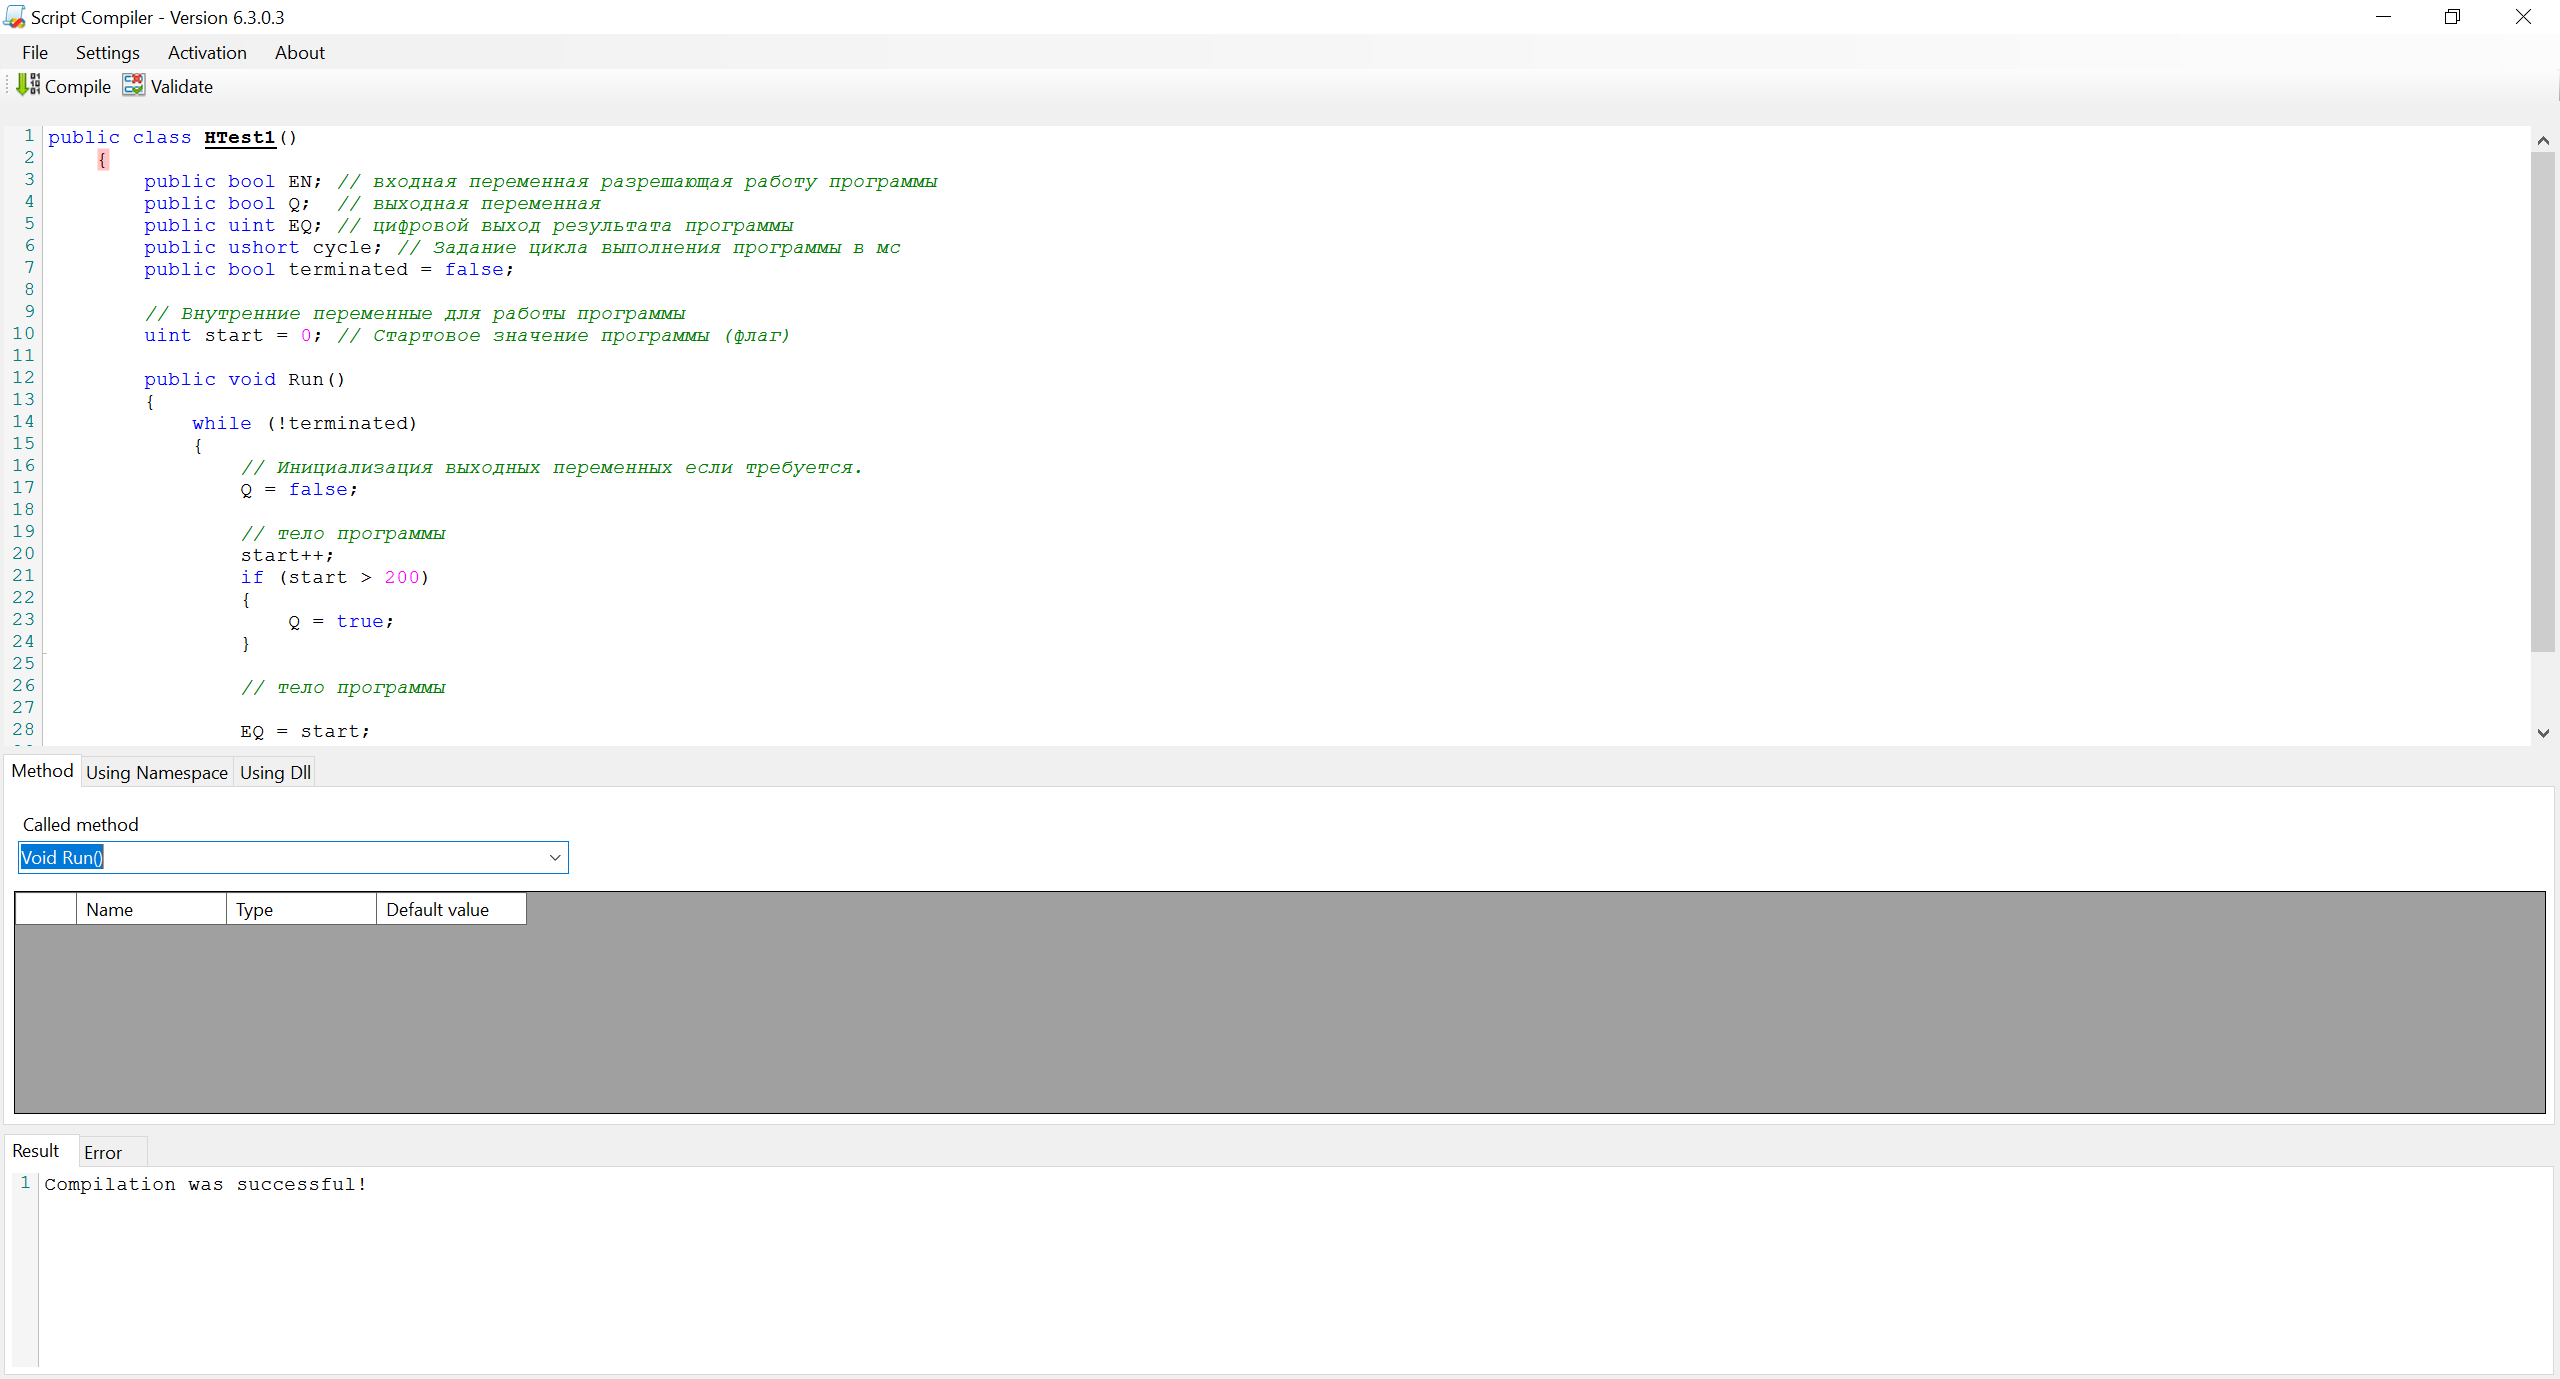 Script Compiler - Version 6.3.0.3
File Settings Activation About
Compile Validate
1 public class HTest1()
2 {
3 public bool EN; // входная переменная разрешающая работу программы
4 public bool Q; // выходная переменная
5 public uint EQ; // цифровой выход результата программы
6 public ushort cycle; // Задание цикла выполнения программы в мс
7 public bool terminated = false;
8
9 // Внутренние переменные для работы программы
10 uint start = 0; // Стартовое значение программы (флаг)
11
12 public void Run()
13 {
14 while (!terminated)
15 {
16 // Инициализация выходных переменных если требуется.
17 Q = false;
18
19 // тело программы
20 start++;
21 if (start > 200)
22 {
23 Q = true;
24 }
25
26 // тело программы
27
28 EQ = start;
Method Using Namespace Using Dll
Called method
Void Run()
Name Type Default value
Result Error
1 Compilation was successful!